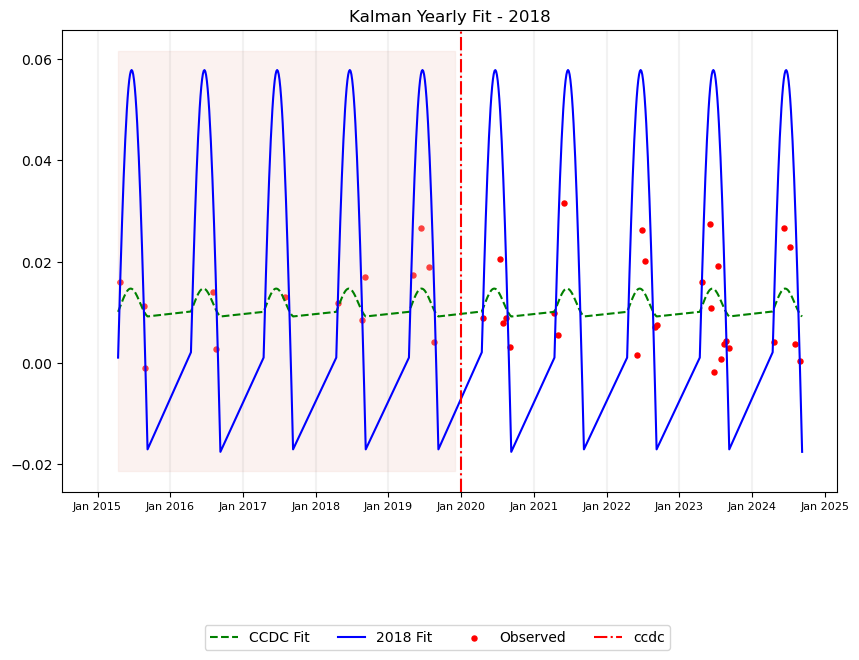 Kalman Yearly Fit - 2018
0.06
0.04
0.02
0.00
−0.02
Jan 2015 Jan 2016 Jan 2017 Jan 2018 Jan 2019 Jan 2020 Jan 2021 Jan 2022 Jan 2023 Jan 2024 Jan 2025
CCDC Fit 2018 Fit Observed ccdc